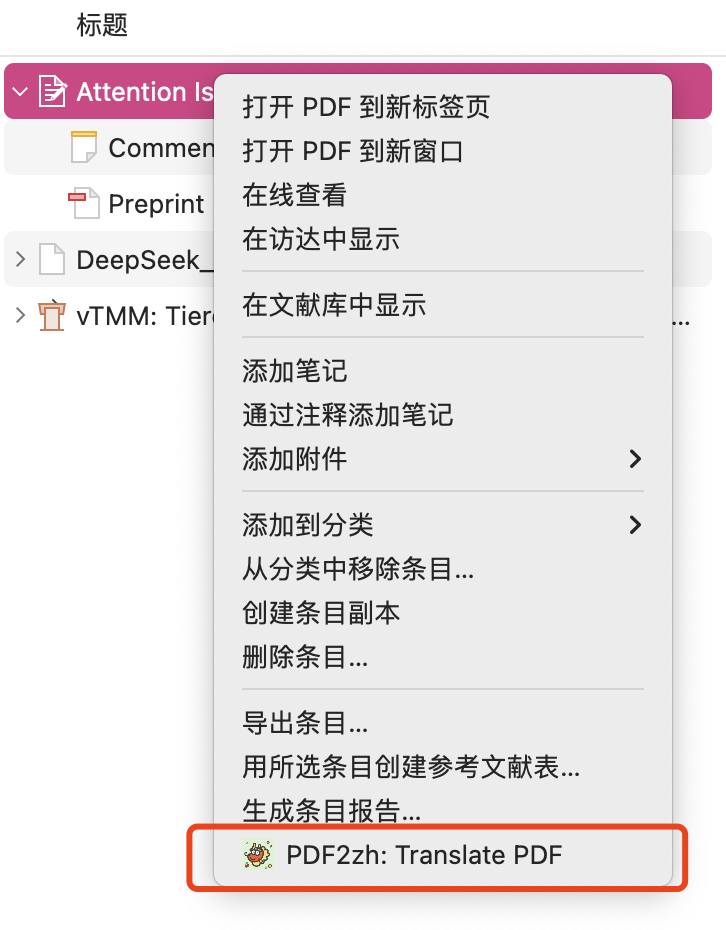 标题
Attention Is
Commen
Preprint
DeepSeek_
vTMM: Tier
...
打开 PDF 到新标签页
打开 PDF 到新窗口
在线查看
在访达中显示
在文献库中显示
添加笔记
通过注释添加笔记
添加附件
添加到分类
从分类中移除条目...
创建条目副本
删除条目...
导出条目...
用所选条目创建参考文献表...
生成条目报告...
PDF2zh: Translate PDF